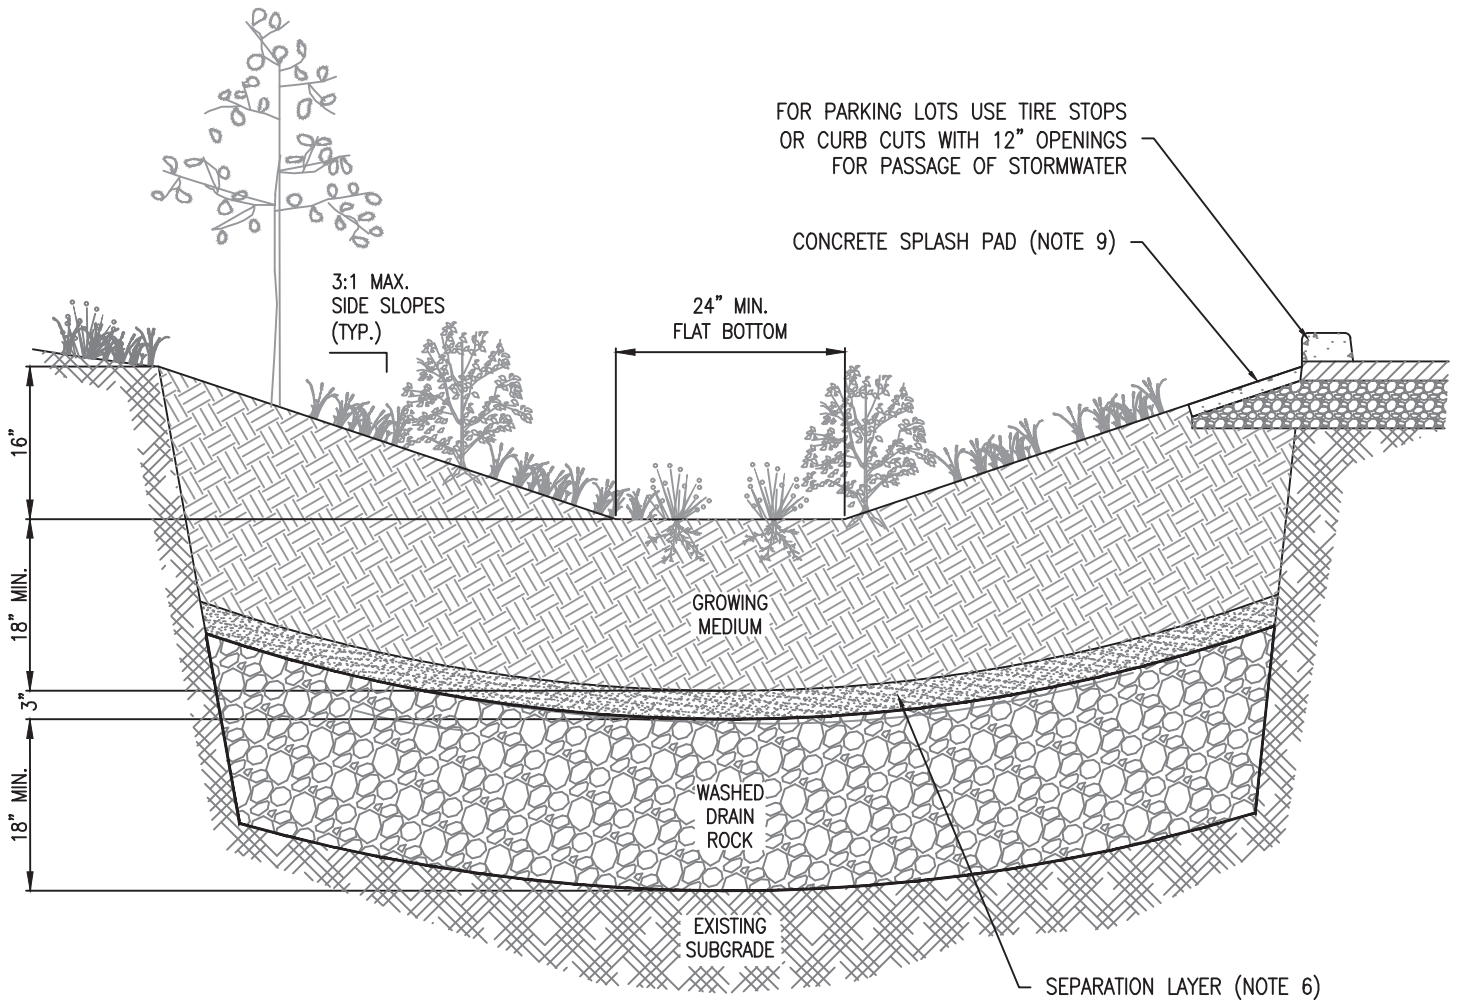 FOR PARKING LOTS USE TIRE STOPS
OR CURB CUTS WITH 12” OPENINGS
FOR PASSAGE OF STORMWATER
CONCRETE SPLASH PAD (NOTE 9)
3:1 MAX.
SIDE SLOPES
(TYP.)
24” MIN.
FLAT BOTTOM
16”
18” MIN.
3”
18” MIN.
GROWING
MEDIUM
WASHED
DRAIN
ROCK
EXISTING
SUBGRADE
SEPARATION LAYER (NOTE 6)